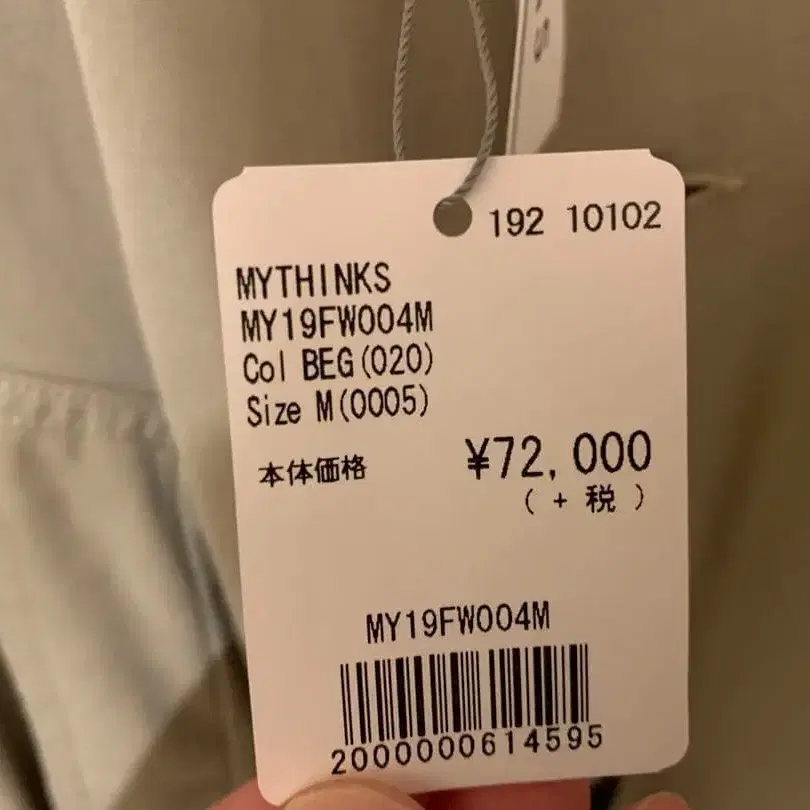 192 10102
MYTHINKS
MY19FW004M
Col BEG(020)
Size M(0005)
本体価格 ¥72,000
( + 税 )
MY19FW004M
2000000614595